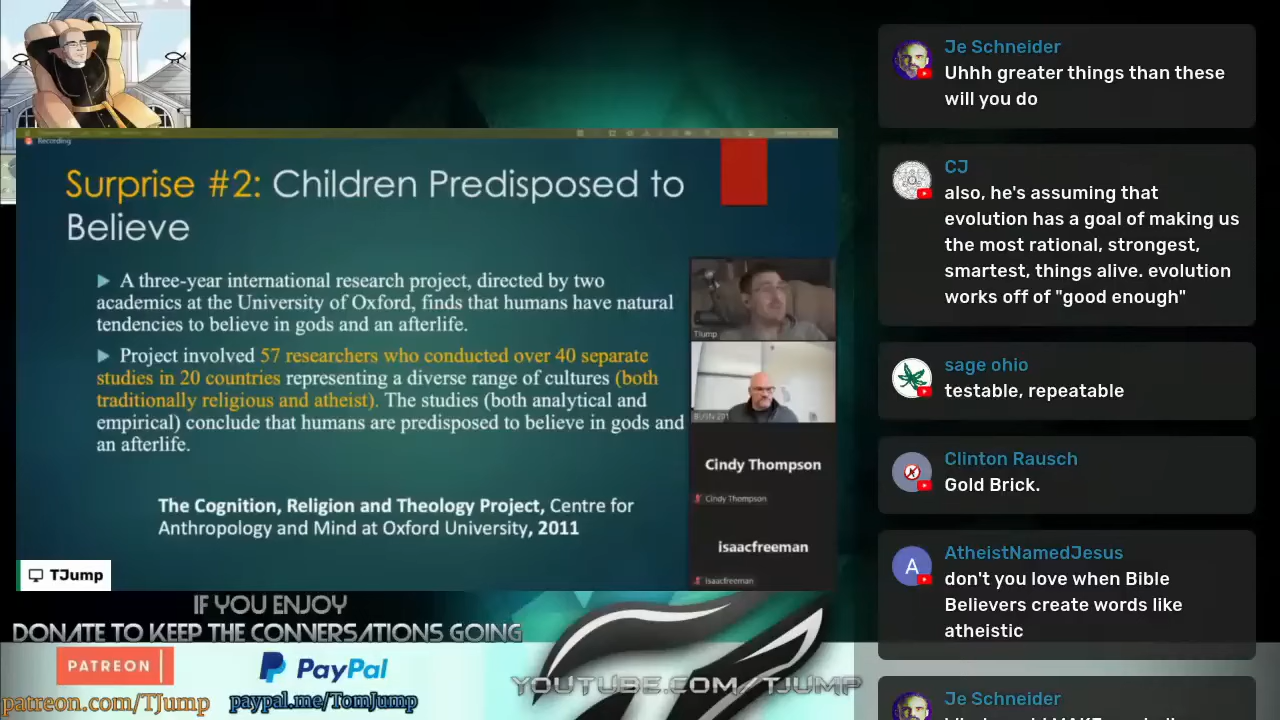 Recording
Surprise #2: Children Predisposed to
Believe
A three-year international research project, directed by two
academics at the University of Oxford, finds that humans have natural
tendencies to believe in gods and an afterlife.
Project involved 57 researchers who conducted over 40 separate
studies in 20 countries representing a diverse range of cultures (both
traditionally religious and atheist). The studies (both analytical and
empirical) conclude that humans are predisposed to believe in gods and
an afterlife.
The Cognition, Religion and Theology Project, Centre for
Anthropology and Mind at Oxford University, 2011
TJump
Cindy Thompson
Cindy Thompson
isaacfreeman
isaacfreeman
TJump
IF YOU ENJOY
DONATE TO KEEP THE CONVERSATIONS GOING
PATREON
PayPal
patreon.com/TJump
paypal.me/TomJump
YOUTUBE.COM/TJUMP
Je Schneider
Uhhh greater things than these
will you do
CJ
also, he's assuming that
evolution has a goal of making us
the most rational, strongest,
smartest, things alive. evolution
works off of "good enough"
sage ohio
testable, repeatable
Clinton Rausch
Gold Brick.
A
AtheistNamedJesus
don't you love when Bible
Believers create words like
atheistic
Je Schneider